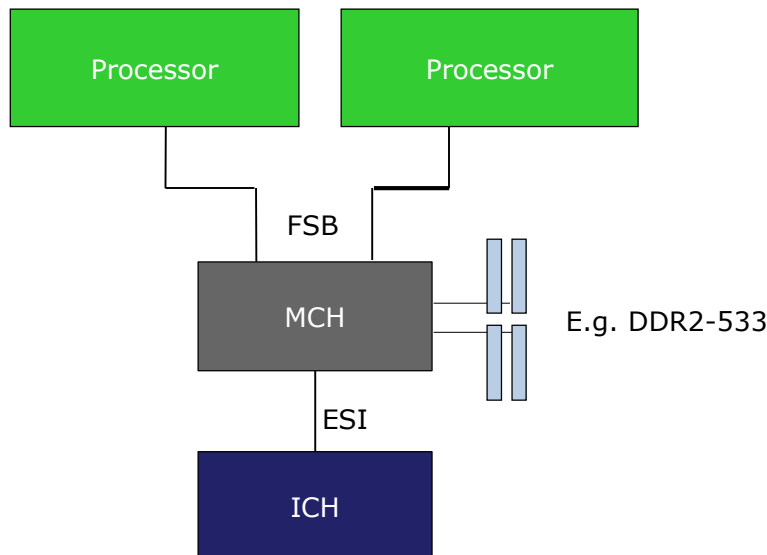 Processor
Processor
FSB
MCH
E.g. DDR2-533
ESI
ICH